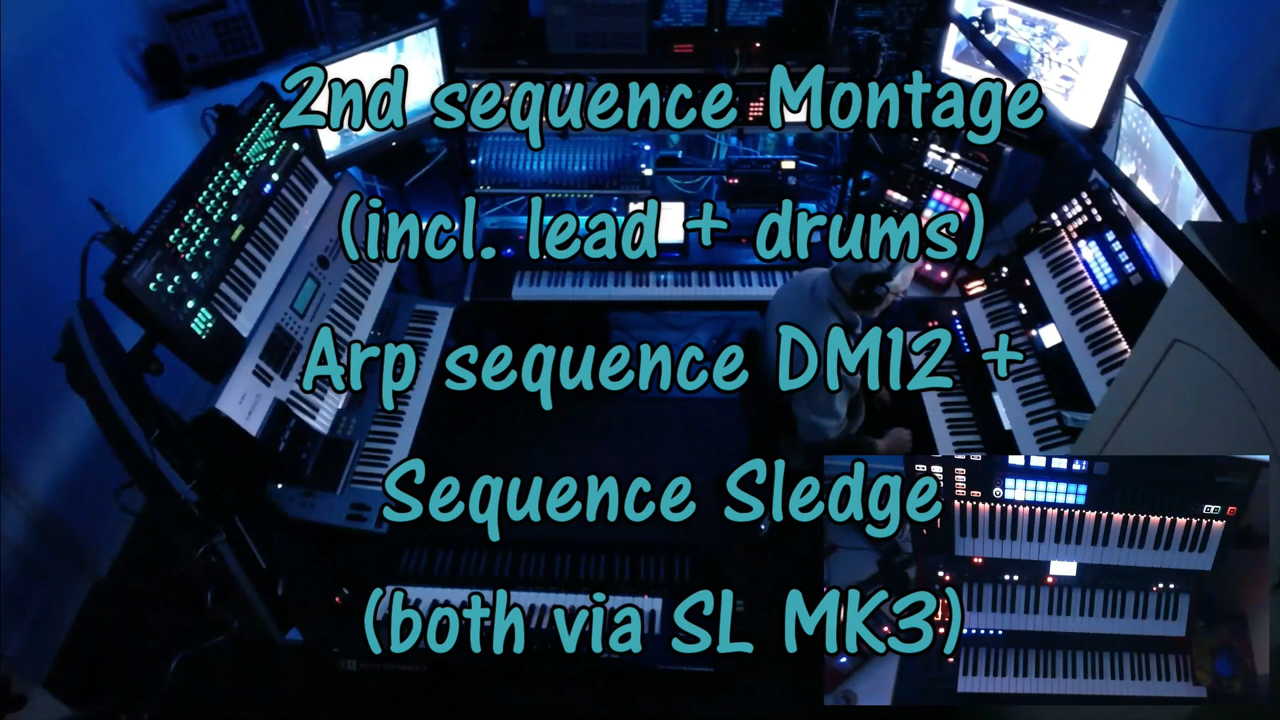 2nd sequence Montage
(incl. lead + drums)
Arp sequence DM12 +
Sequence Sledge
(both via SL MK3)